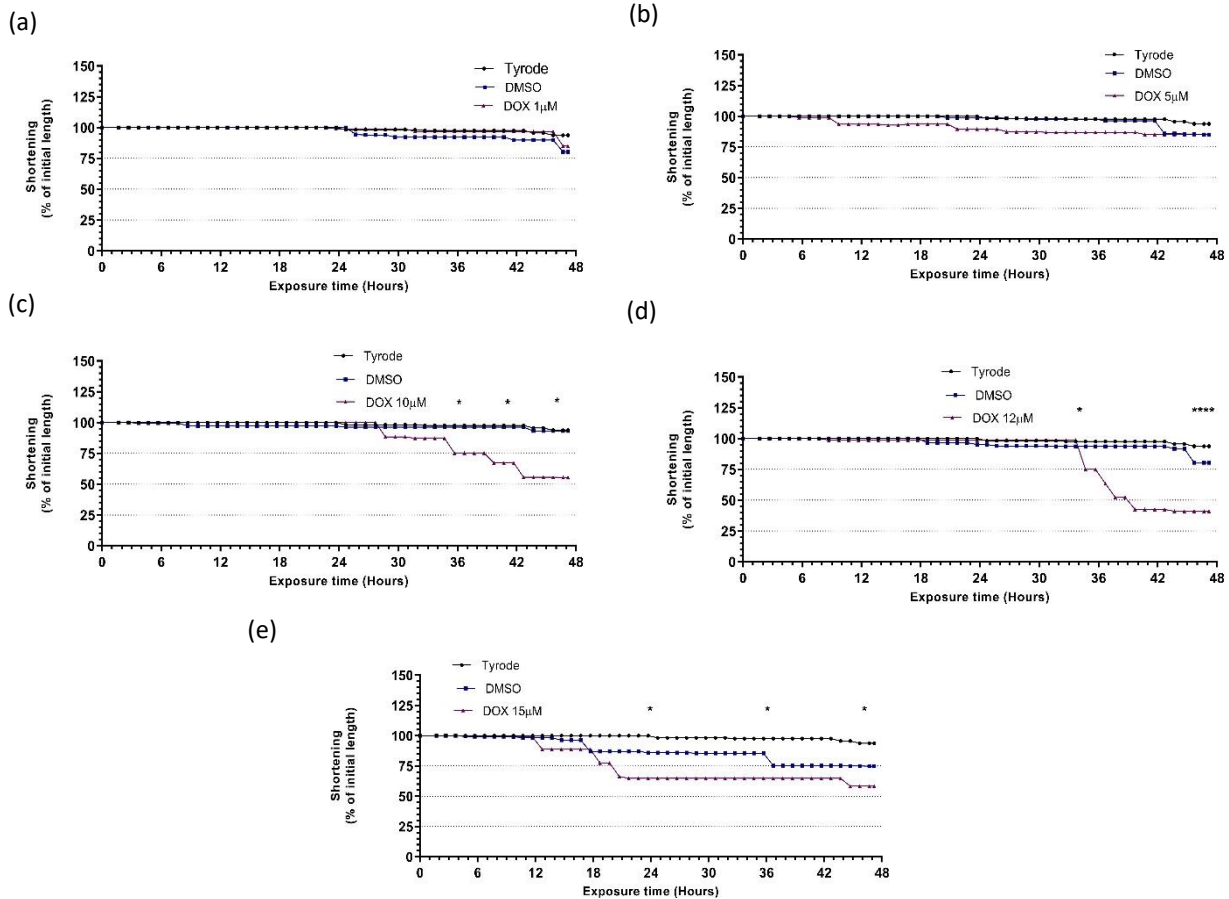 (a)
150
125
100
75
50
25
0
Shortening
(% of initial length)
Tyrode
DMSO
DOX 1µM
0 6 12 18 24 30 36 42 48
Exposure time (Hours)
(b)
150
125
100
75
50
25
0
Shortening
(% of initial length)
Tyrode
DMSO
DOX 5µM
0 6 12 18 24 30 36 42 48
Exposure time (Hours)
(c)
150
125
100
75
50
25
0
Shortening
(% of initial length)
Tyrode
DMSO
DOX 10µM
* * *
0 6 12 18 24 30 36 42 48
Exposure time (Hours)
(d)
150
125
100
75
50
25
0
Shortening
(% of initial length)
Tyrode
DMSO
DOX 12µM
* ****
0 6 12 18 24 30 36 42 48
Exposure time (Hours)
(e)
150
125
100
75
50
25
0
Shortening
(% of initial length)
Tyrode
DMSO
DOX 15µM
* * *
0 6 12 18 24 30 36 42 48
Exposure time (Hours)